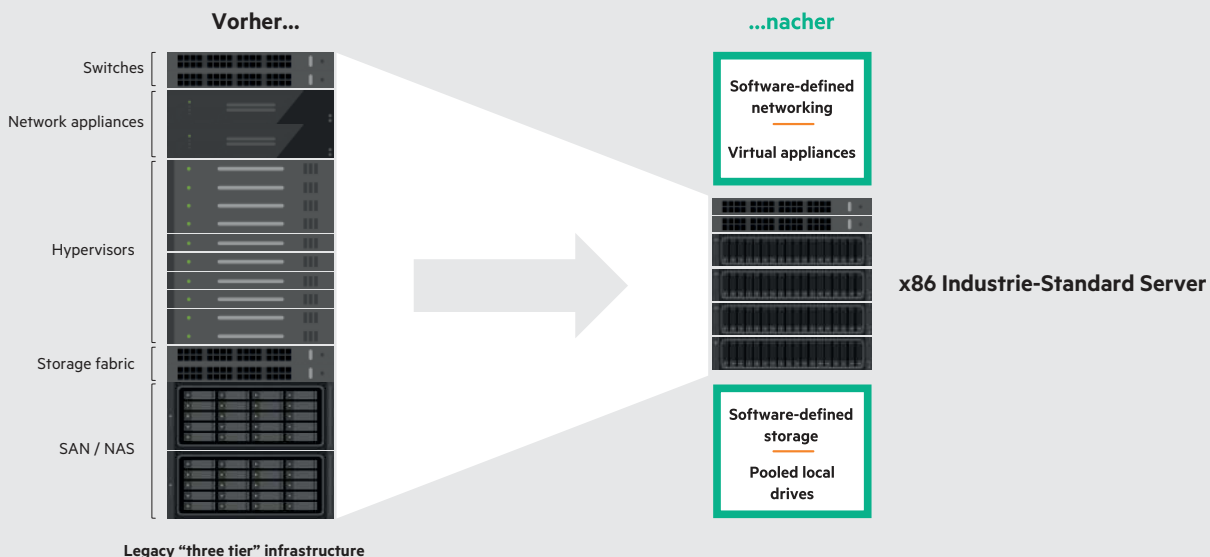 Vorher...
...nacher
Switches
Network appliances
Hypervisors
Storage fabric
SAN / NAS
Legacy “three tier” infrastructure
Software-defined
networking
Virtual appliances
x86 Industrie-Standard Server
Software-defined
storage
Pooled local
drives